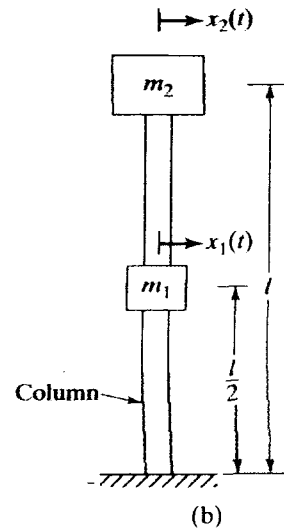 x₂(t)
m₂
x₁(t)
l
m₁
l/2
Column
(b)